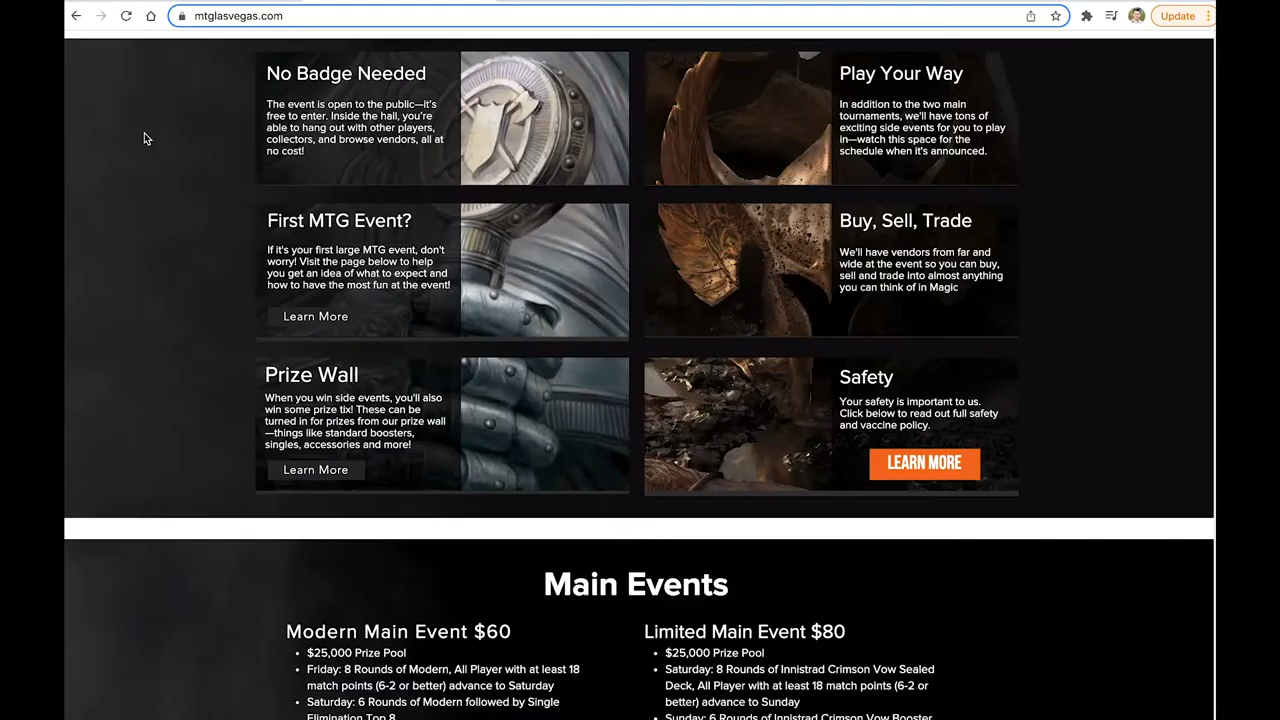 mtglasvegas.com
Update
No Badge Needed
The event is open to the public—it's
free to enter. Inside the hall, you're
able to hang out with other players,
collectors, and browse vendors, all at
no cost!
Play Your Way
In addition to the two main
tournaments, we'll have tons of
exciting side events for you to play
in—watch this space for the
schedule when it's announced.
First MTG Event?
If it's your first large MTG event, don't
worry! Visit the page below to help
you get an idea of what to expect and
how to have the most fun at the event!
Learn More
Buy, Sell, Trade
We'll have vendors from far and
wide at the event so you can buy,
sell and trade into almost anything
you can think of in Magic
Prize Wall
When you win side events, you'll also
win some prize tix! These can be
turned in for prizes from our prize wall
—things like standard boosters,
singles, accessories and more!
Learn More
Safety
Your safety is important to us.
Click below to read out full safety
and vaccine policy.
LEARN MORE
Main Events
Modern Main Event $60
• $25,000 Prize Pool
• Friday: 8 Rounds of Modern, All Player with at least 18
match points (6-2 or better) advance to Saturday
• Saturday: 6 Rounds of Modern followed by Single
Elimination Top 8
Limited Main Event $80
• $25,000 Prize Pool
• Saturday: 8 Rounds of Innistrad Crimson Vow Sealed
Deck, All Player with at least 18 match points (6-2 or
better) advance to Sunday
• Sunday: 6 Rounds of Innistrad Crimson Vow Booster